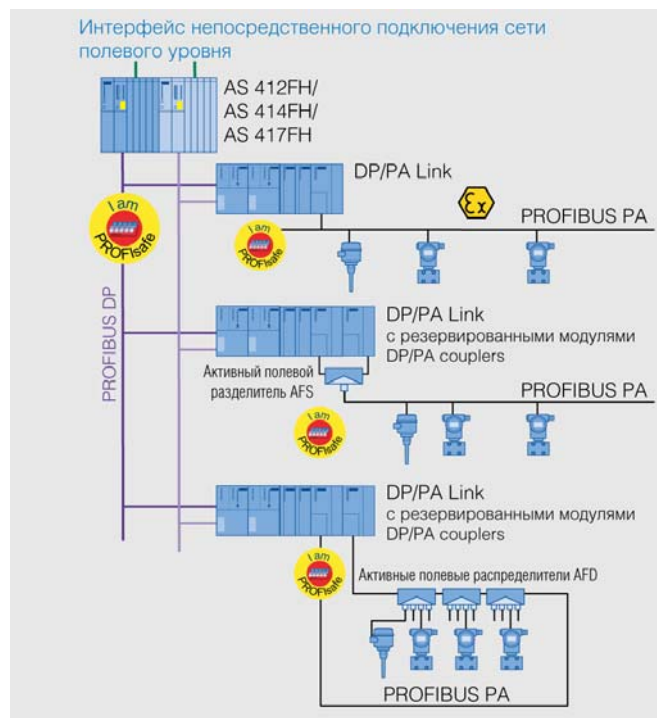 Интерфейс непосредственного подключения сети
полевого уровня
AS 412FH/
AS 414FH/
AS 417FH
DP/PA Link
Ex
I am
PROFIsafe
PROFIBUS PA
I am
PROFIsafe
PROFIBUS DP
DP/PA Link
с резервированными модулями
DP/PA couplers
Активный полевой
разделитель AFS
PROFIBUS PA
I am
PROFIsafe
DP/PA Link
с резервированными модулями
DP/PA couplers
I am
PROFIsafe
Активные полевые распределители AFD
PROFIBUS PA